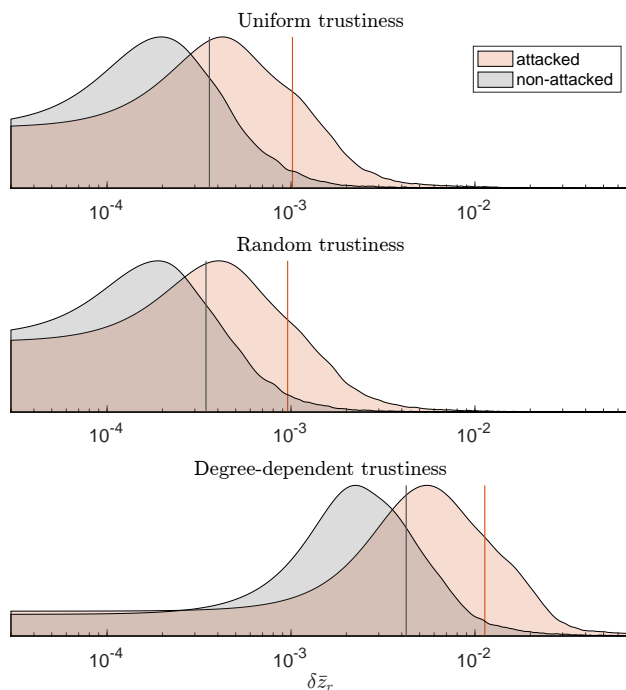 Uniform trustiness
attacked
non-attacked
10^-4 10^-3 10^-2
Random trustiness
10^-4 10^-3 10^-2
Degree-dependent trustiness
10^-4 10^-3 10^-2
δz̄_r